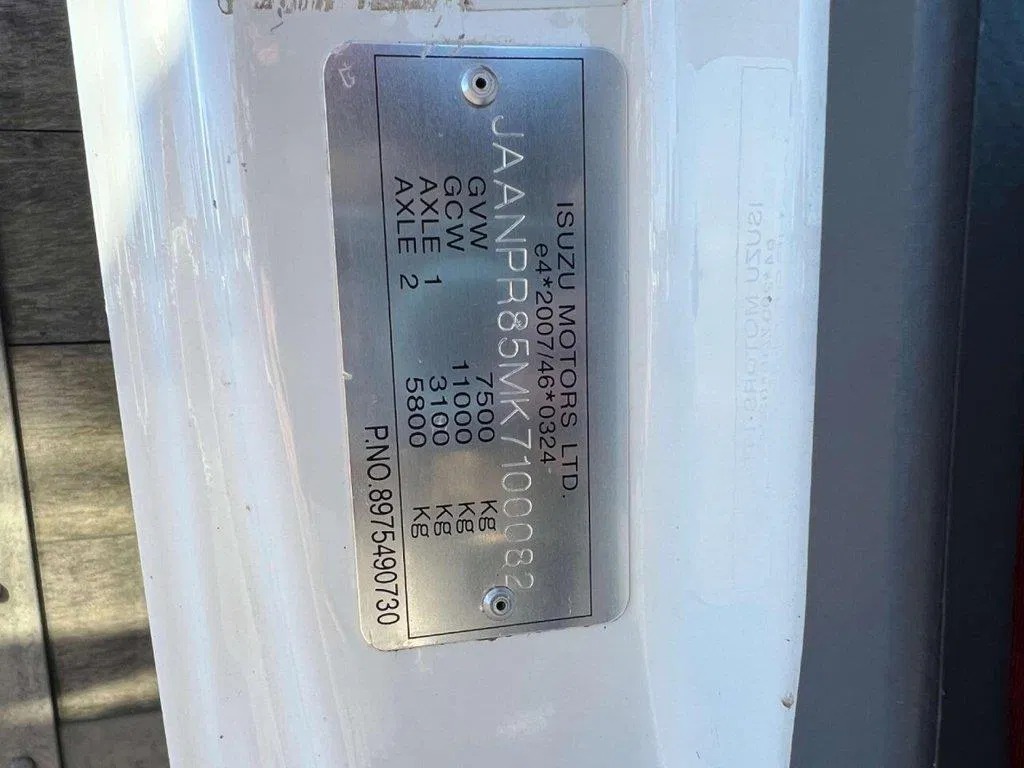 ISUZU MOTORS LTD.
e4*2007/46*0324
JAANPR85MK7100082
GVW 7500 Kg
GCW 11000 Kg
AXLE 1 3100 Kg
AXLE 2 5800 Kg
P.NO.8975490730